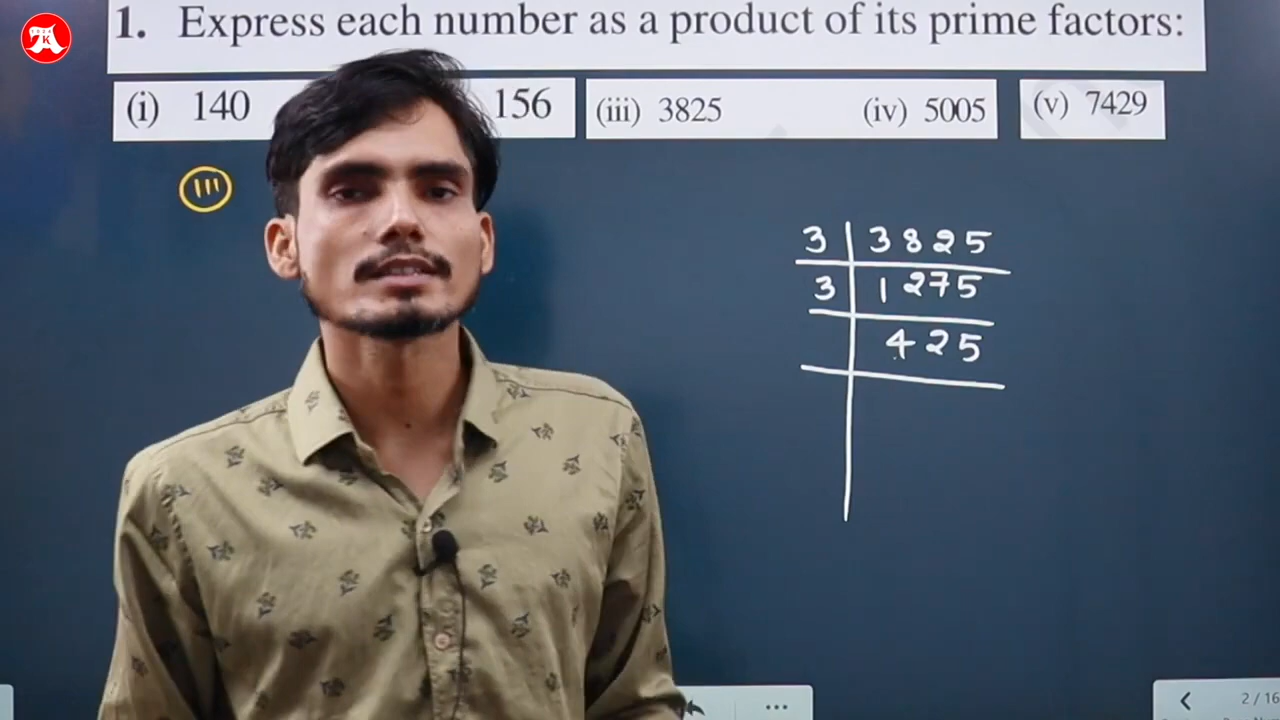 1. Express each number as a product of its prime factors:
(i) 140 156 (iii) 3825 (iv) 5005 (v) 7429
III
3 3825
3 1275
425
2/16